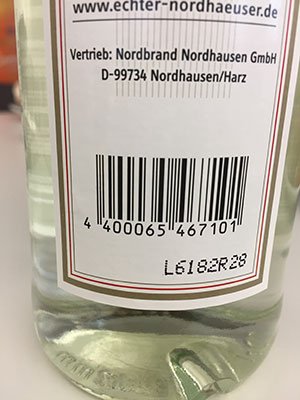 www.echter-nordhaeuser.de
Vertrieb: Nordbrand Nordhausen GmbH
D-99734 Nordhausen/Harz
4 400065 467101
L6182R28